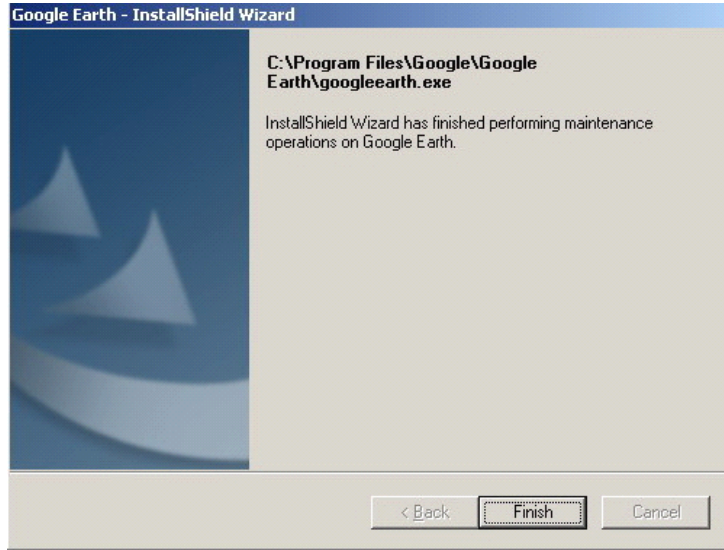 Google Earth - InstallShield Wizard
C:\Program Files\Google\Google
Earth\googleearth.exe
InstallShield Wizard has finished performing maintenance
operations on Google Earth.
< Back
Finish
Cancel